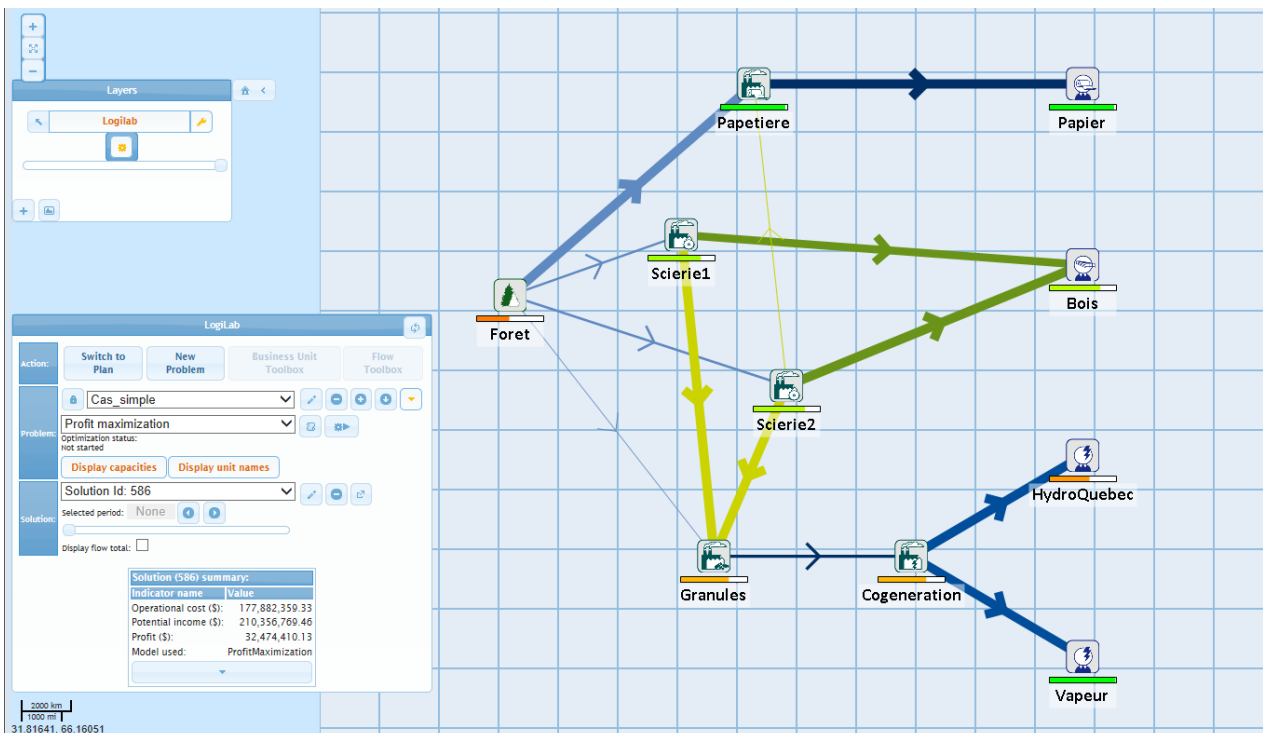 Layers
Logilab
LogiLab
Action:
Switch to Plan
New Problem
Business Unit Toolbox
Flow Toolbox
Problem:
Cas_simple
Profit maximization
Optimization status:
Not started
Display capacities
Display unit names
Solution:
Solution Id: 586
Selected period: None
Display flow total:
Solution (586) summary:
Indicator name Value
Operational cost ($): 177,882,359.33
Potential income ($): 210,356,769.46
Profit ($): 32,474,410.13
Model used: ProfitMaximization
2000 km
1000 mi
31.81641, 66.16051
Papetiere
Papier
Scierie1
Bois
Foret
Scierie2
HydroQuebec
Granules
Cogeneration
Vapeur